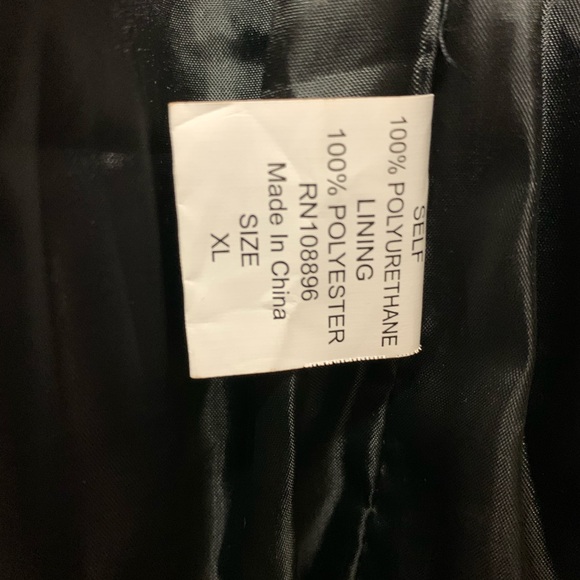 SELF
100% POLYURETHANE
LINING
100% POLYESTER
RN108896
Made In China
SIZE
XL